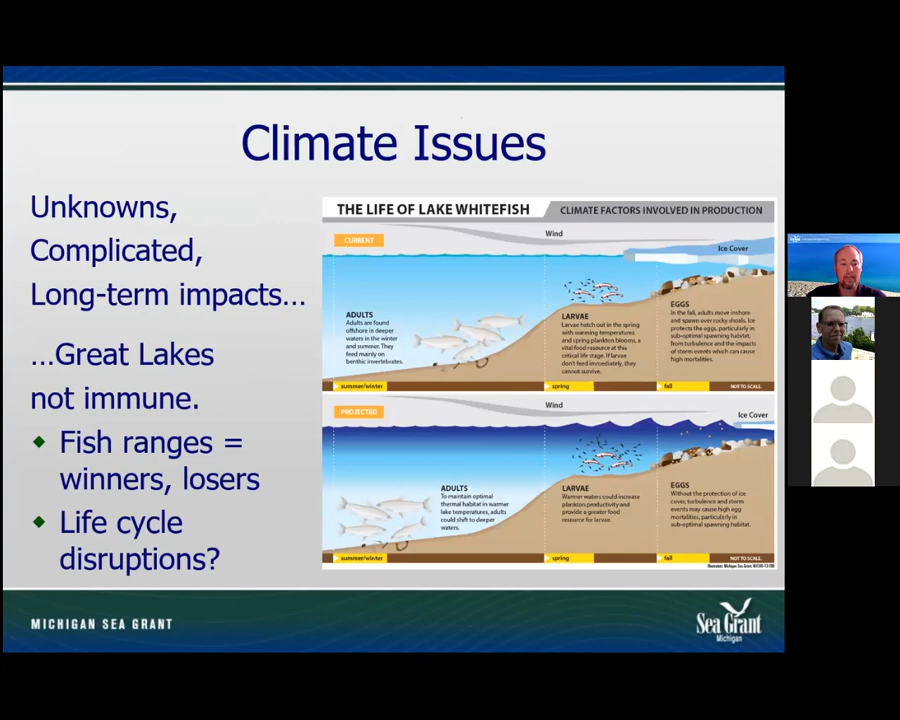 Climate Issues
Unknowns,
Complicated,
Long-term impacts…
…Great Lakes
not immune.
Fish ranges =
winners, losers
Life cycle
disruptions?
THE LIFE OF LAKE WHITEFISH
CLIMATE FACTORS INVOLVED IN PRODUCTION
CURRENT
Wind
Ice Cover
ADULTS
Adults are found
offshore in deeper
waters in the winter
and summer. They
feed mainly on
benthic invertebrates.
LARVAE
Larvae hatch out in the spring
with warming temperatures
and spring plankton blooms, a
vital food resource at this
critical life stage. If larvae
don't feed immediately, they
cannot survive.
EGGS
In the fall, adults move inshore
and spawn over rocky shoals. Ice
protects the eggs, particularly in
sub-optimal spawning habitat,
from turbulence and the impacts
of storm events which can cause
high mortalities.
summer/winter
spring
fall
NOT TO SCALE
PROJECTED
Wind
Ice Cover
ADULTS
To maintain optimal
thermal habitat in warmer
lake temperatures, adults
could shift to deeper
waters.
LARVAE
Warmer waters could increase
plankton productivity and
provide a greater food
resource for larvae.
EGGS
Without the protection of ice
cover, turbulence and storm
events may cause high egg
mortalities, particularly in
sub-optimal spawning habitat.
summer/winter
spring
fall
NOT TO SCALE.
MICHIGAN SEA GRANT
Sea Grant
Michigan